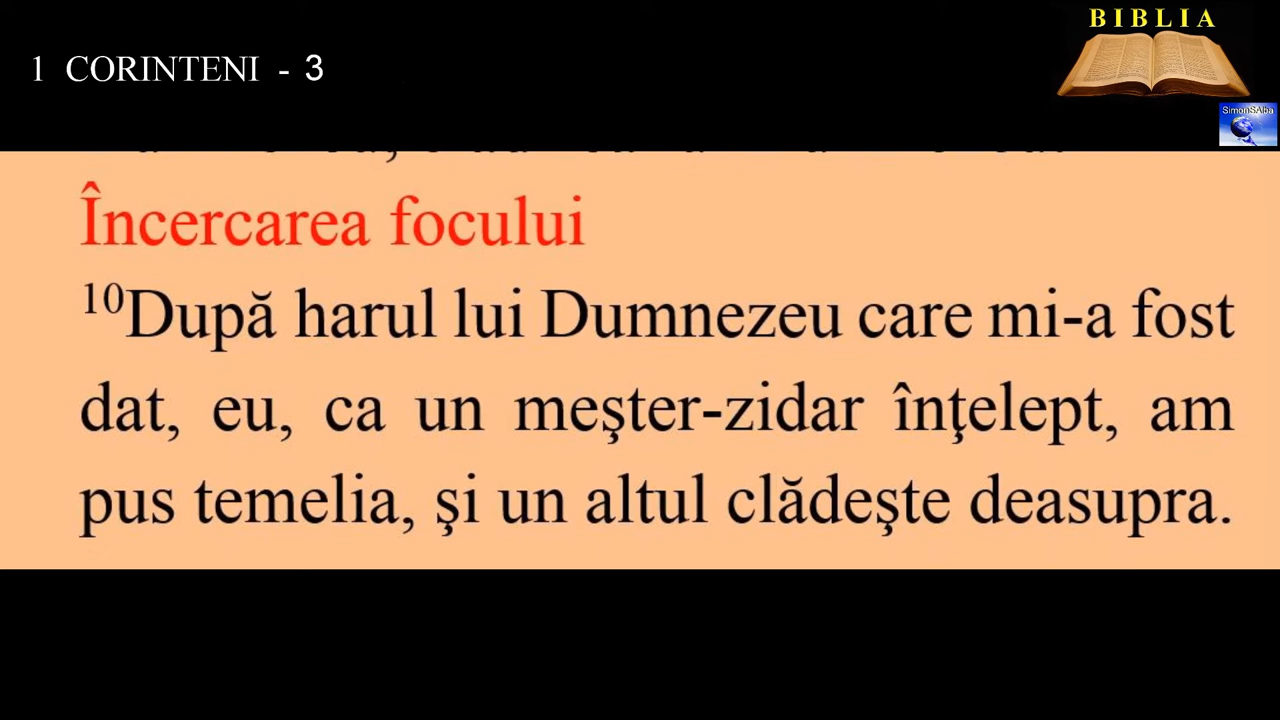 BIBLIA
1 CORINTENI - 3
SimonSAlba
Încercarea focului
10După harul lui Dumnezeu care mi-a fost
dat, eu, ca un meşter-zidar înţelept, am
pus temelia, şi un altul clădeşte deasupra.